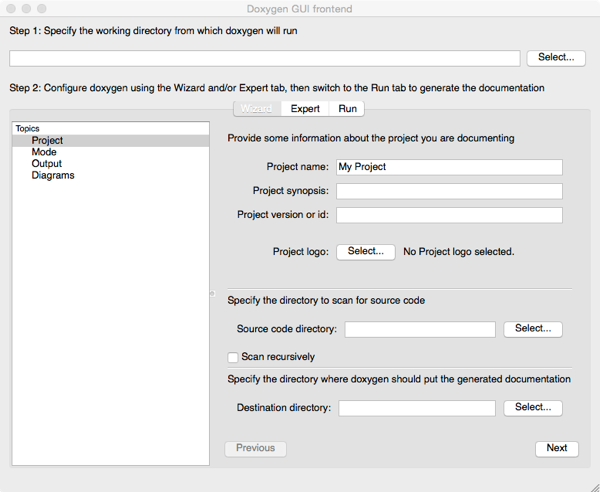 Doxygen GUI frontend
Step 1: Specify the working directory from which doxygen will run
Select...
Step 2: Configure doxygen using the Wizard and/or Expert tab, then switch to the Run tab to generate the documentation
Wizard Expert Run
Topics
Project
Mode
Output
Diagrams
Provide some information about the project you are documenting
Project name: My Project
Project synopsis:
Project version or id:
Project logo: Select... No Project logo selected.
Specify the directory to scan for source code
Source code directory: Select...
Scan recursively
Specify the directory where doxygen should put the generated documentation
Destination directory: Select...
Previous Next